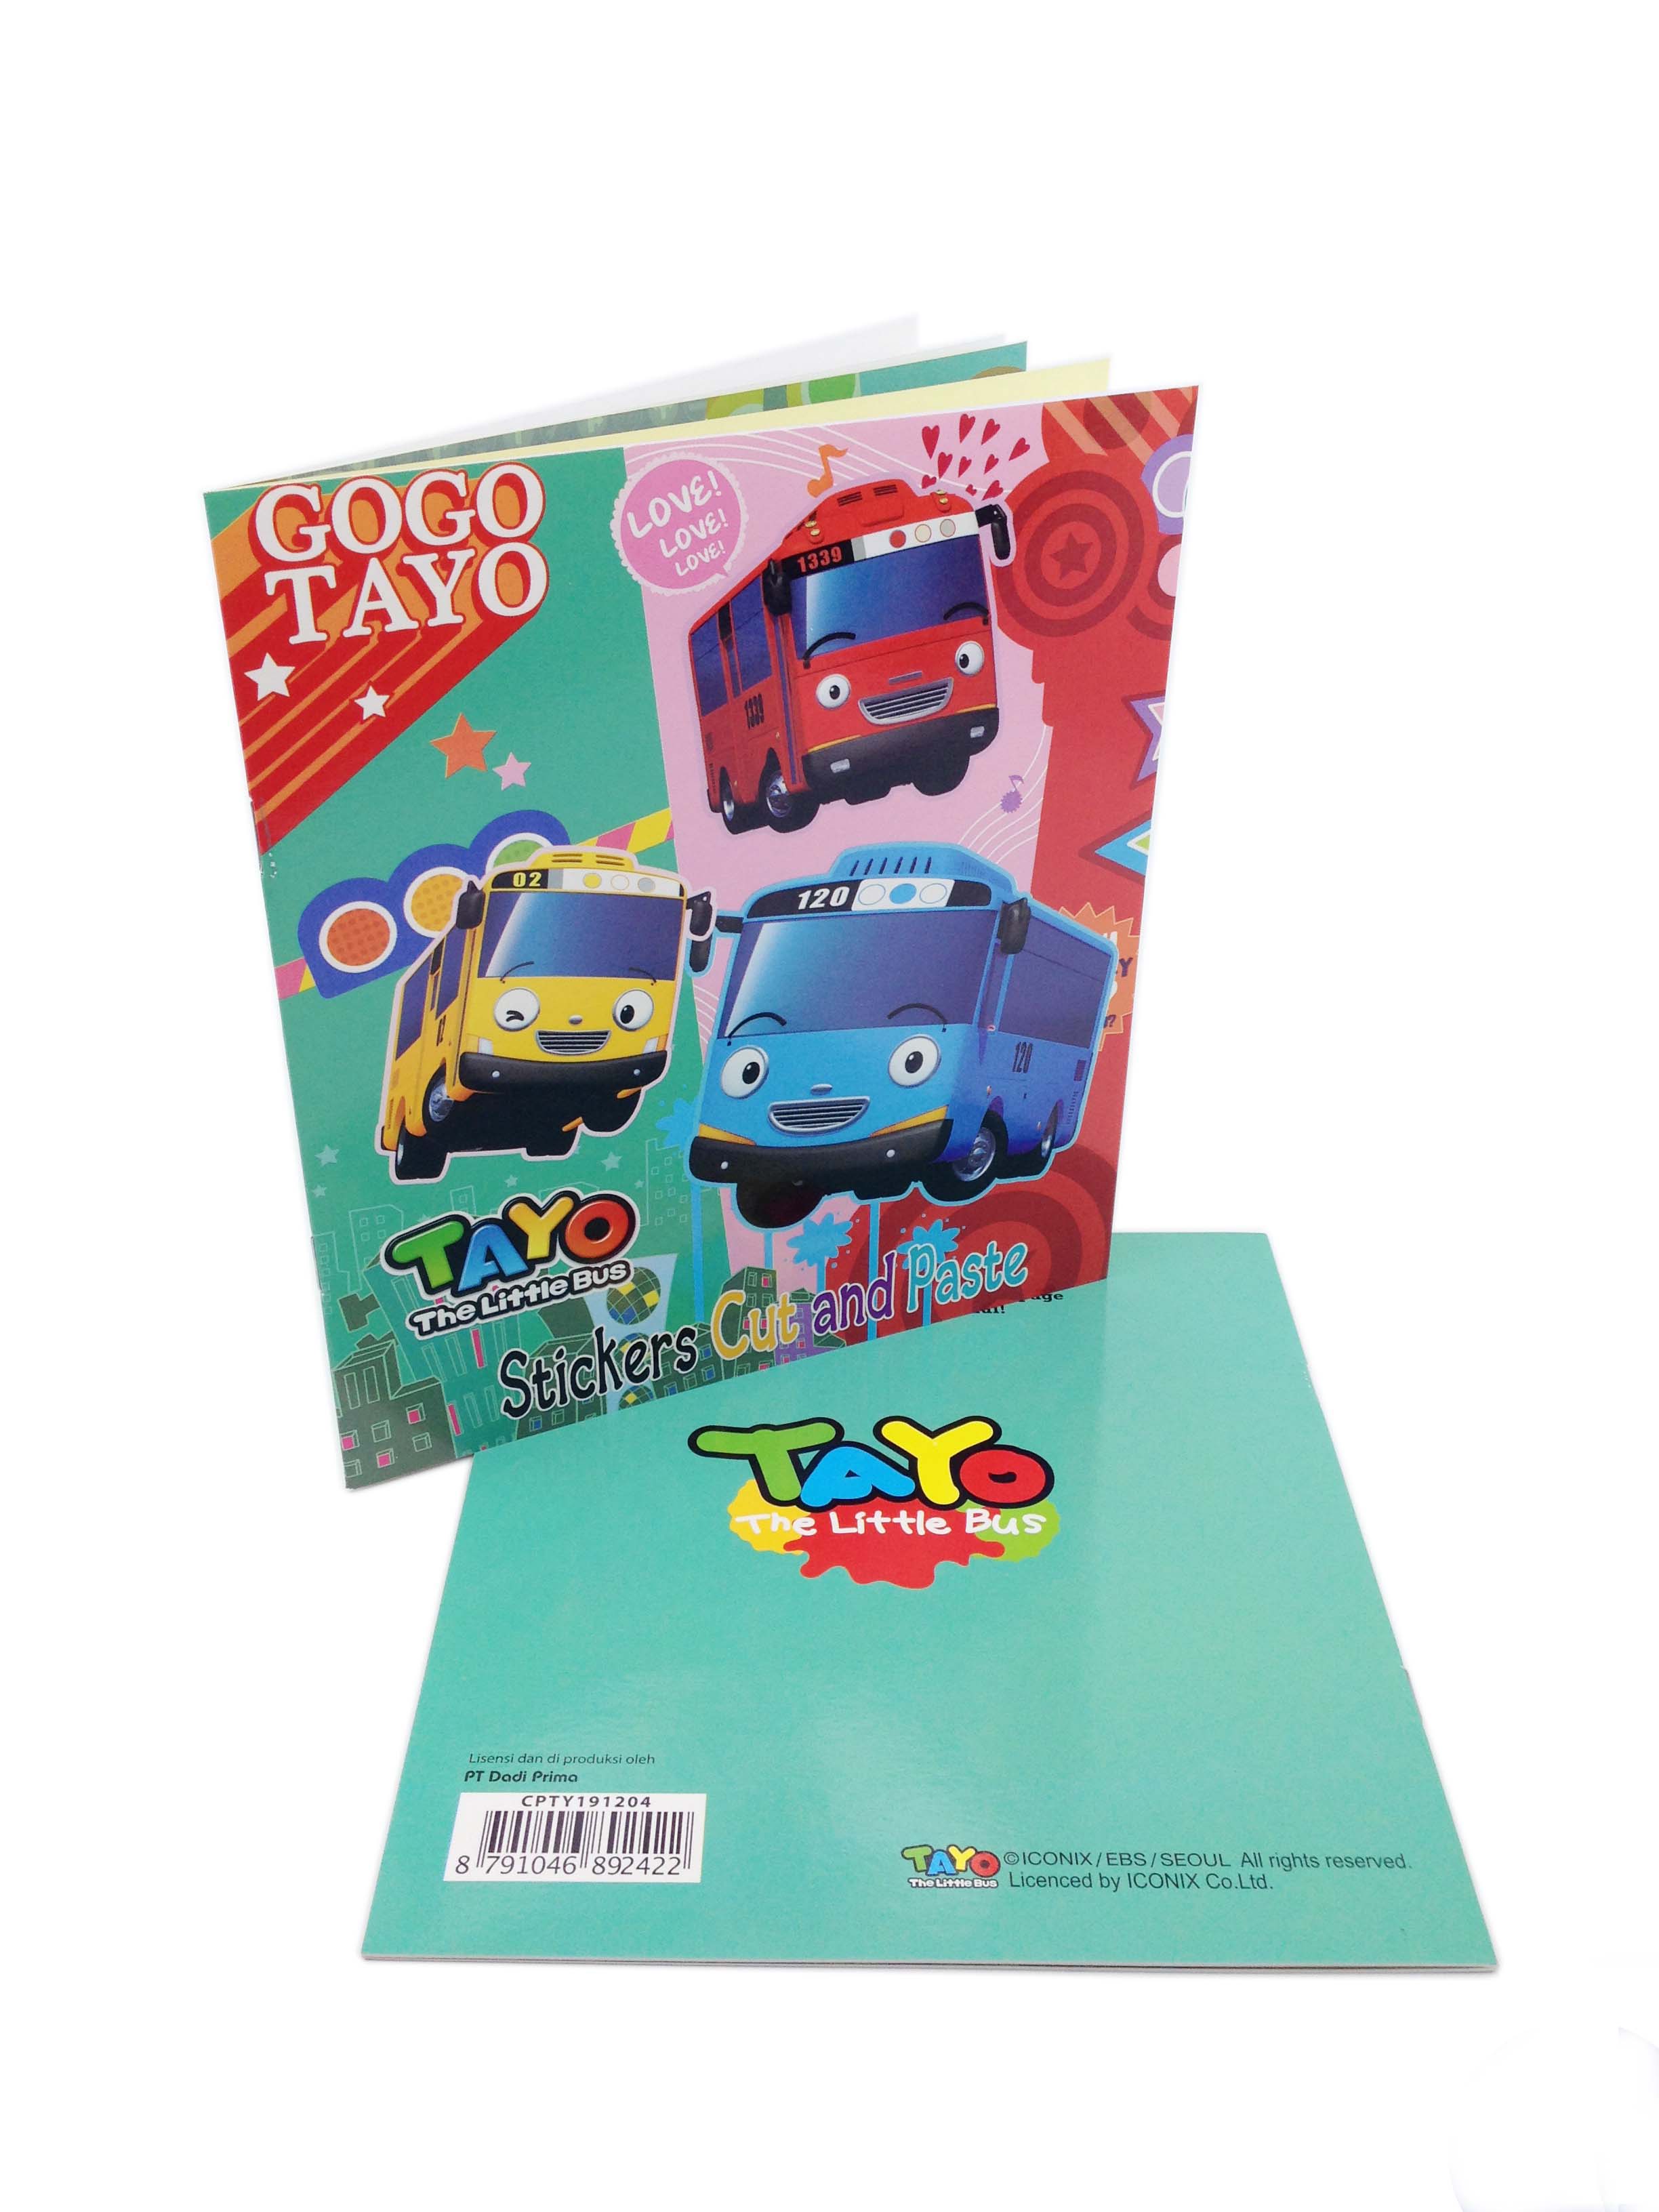 GOGO
TAYO
LOVE!
LOVE!
LOVE!
1339
1339
02
02
120
120
TAYO
The Little Bus
Stickers Cut and Paste
TAYO
The Little Bus
Lisensi dan di produksi oleh
PT Dadi Prima
CPTY191204
8 791046 892422
TAYO
The Little Bus
©ICONIX/EBS/SEOUL All rights reserved.
Licenced by ICONIX Co.Ltd.